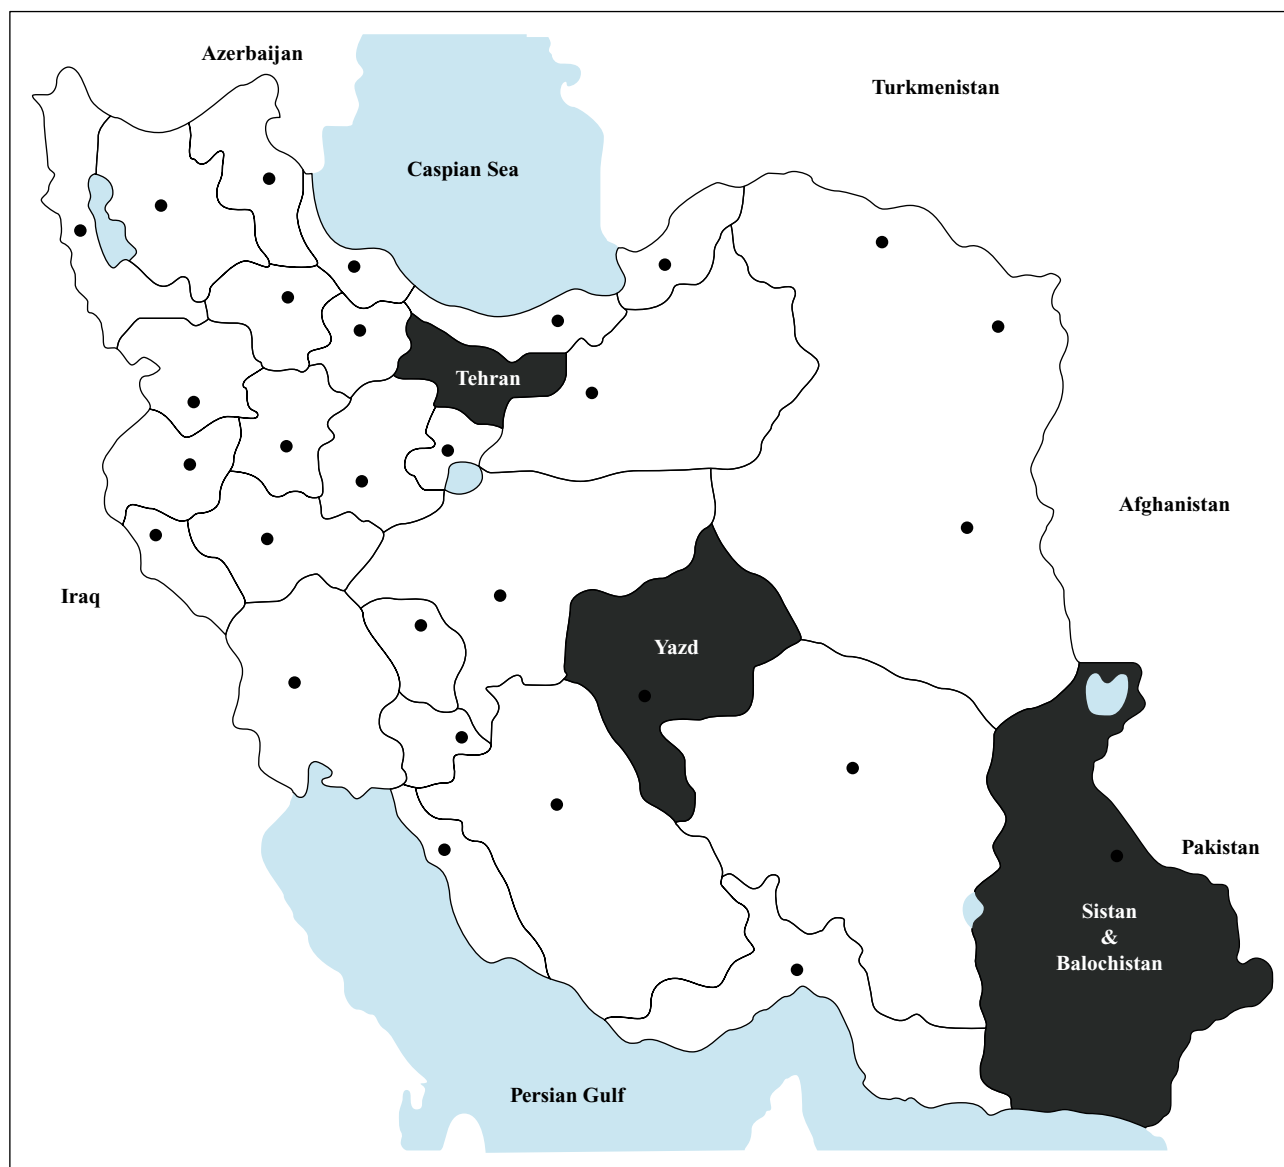 Azerbaijan
Turkmenistan
Caspian Sea
Tehran
Afghanistan
Iraq
Yazd
Pakistan
Sistan
&
Balochistan
Persian Gulf